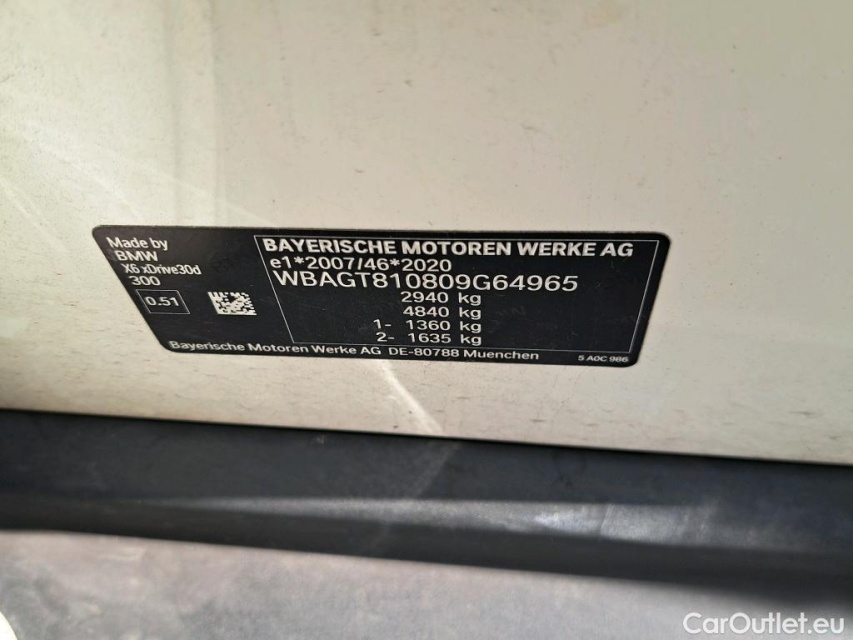 Made by
BMW
X6 xDrive30d
300
0.51
BAYERISCHE MOTOREN WERKE AG
e1*2007/46*2020
WBAGT810809G64965
2940 kg
4840 kg
1- 1360 kg
2- 1635 kg
Bayerische Motoren Werke AG DE-80788 Muenchen
5 A0C 986
CarOutlet.eu